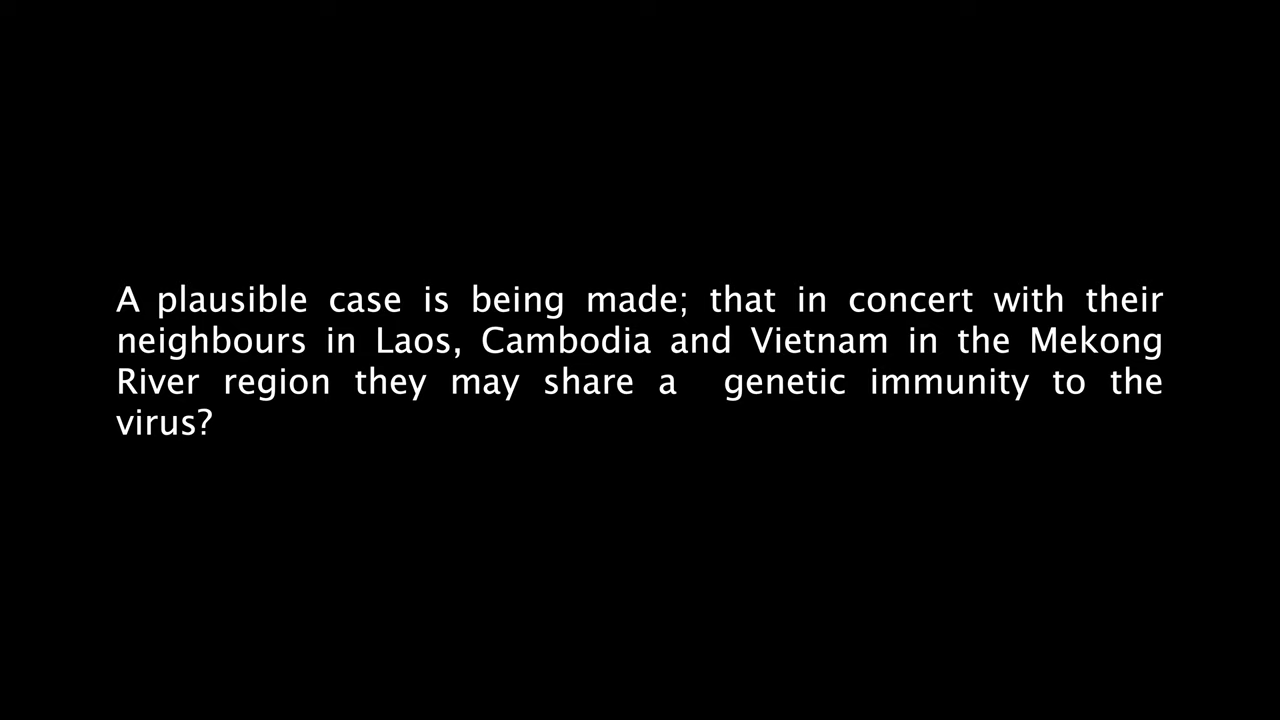 A plausible case is being made; that in concert with their
neighbours in Laos, Cambodia and Vietnam in the Mekong
River region they may share a  genetic immunity to the
virus?